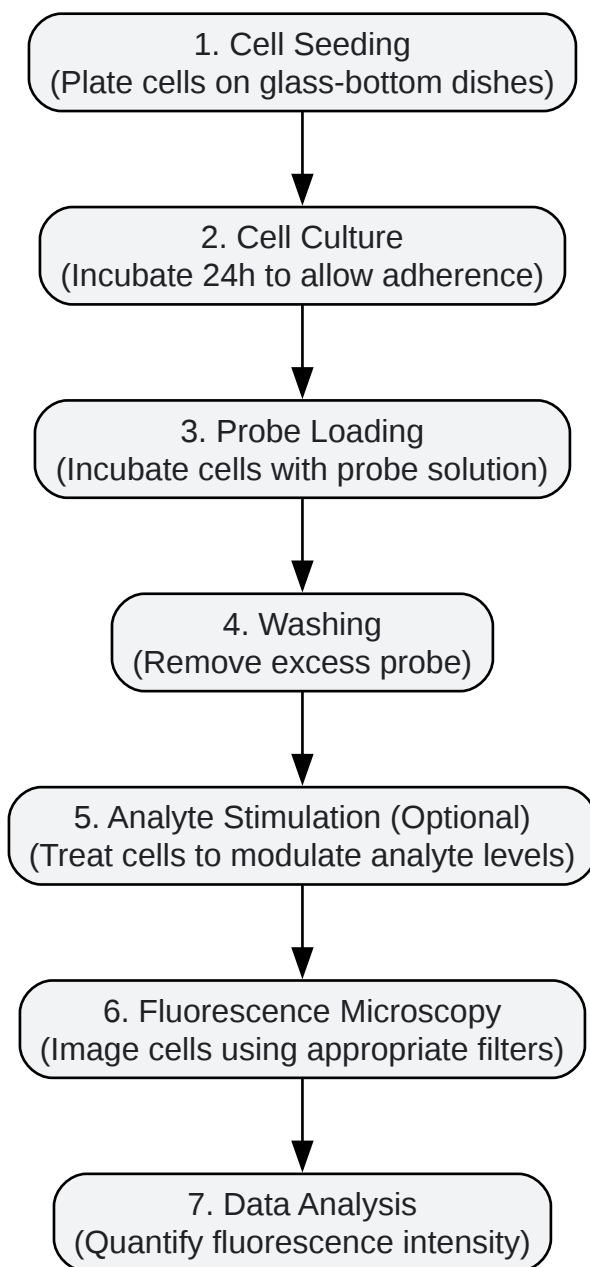 1. Cell Seeding
(Plate cells on glass-bottom dishes)
2. Cell Culture
(Incubate 24h to allow adherence)
3. Probe Loading
(Incubate cells with probe solution)
4. Washing
(Remove excess probe)
5. Analyte Stimulation (Optional)
(Treat cells to modulate analyte levels)
6. Fluorescence Microscopy
(Image cells using appropriate filters)
7. Data Analysis
(Quantify fluorescence intensity)